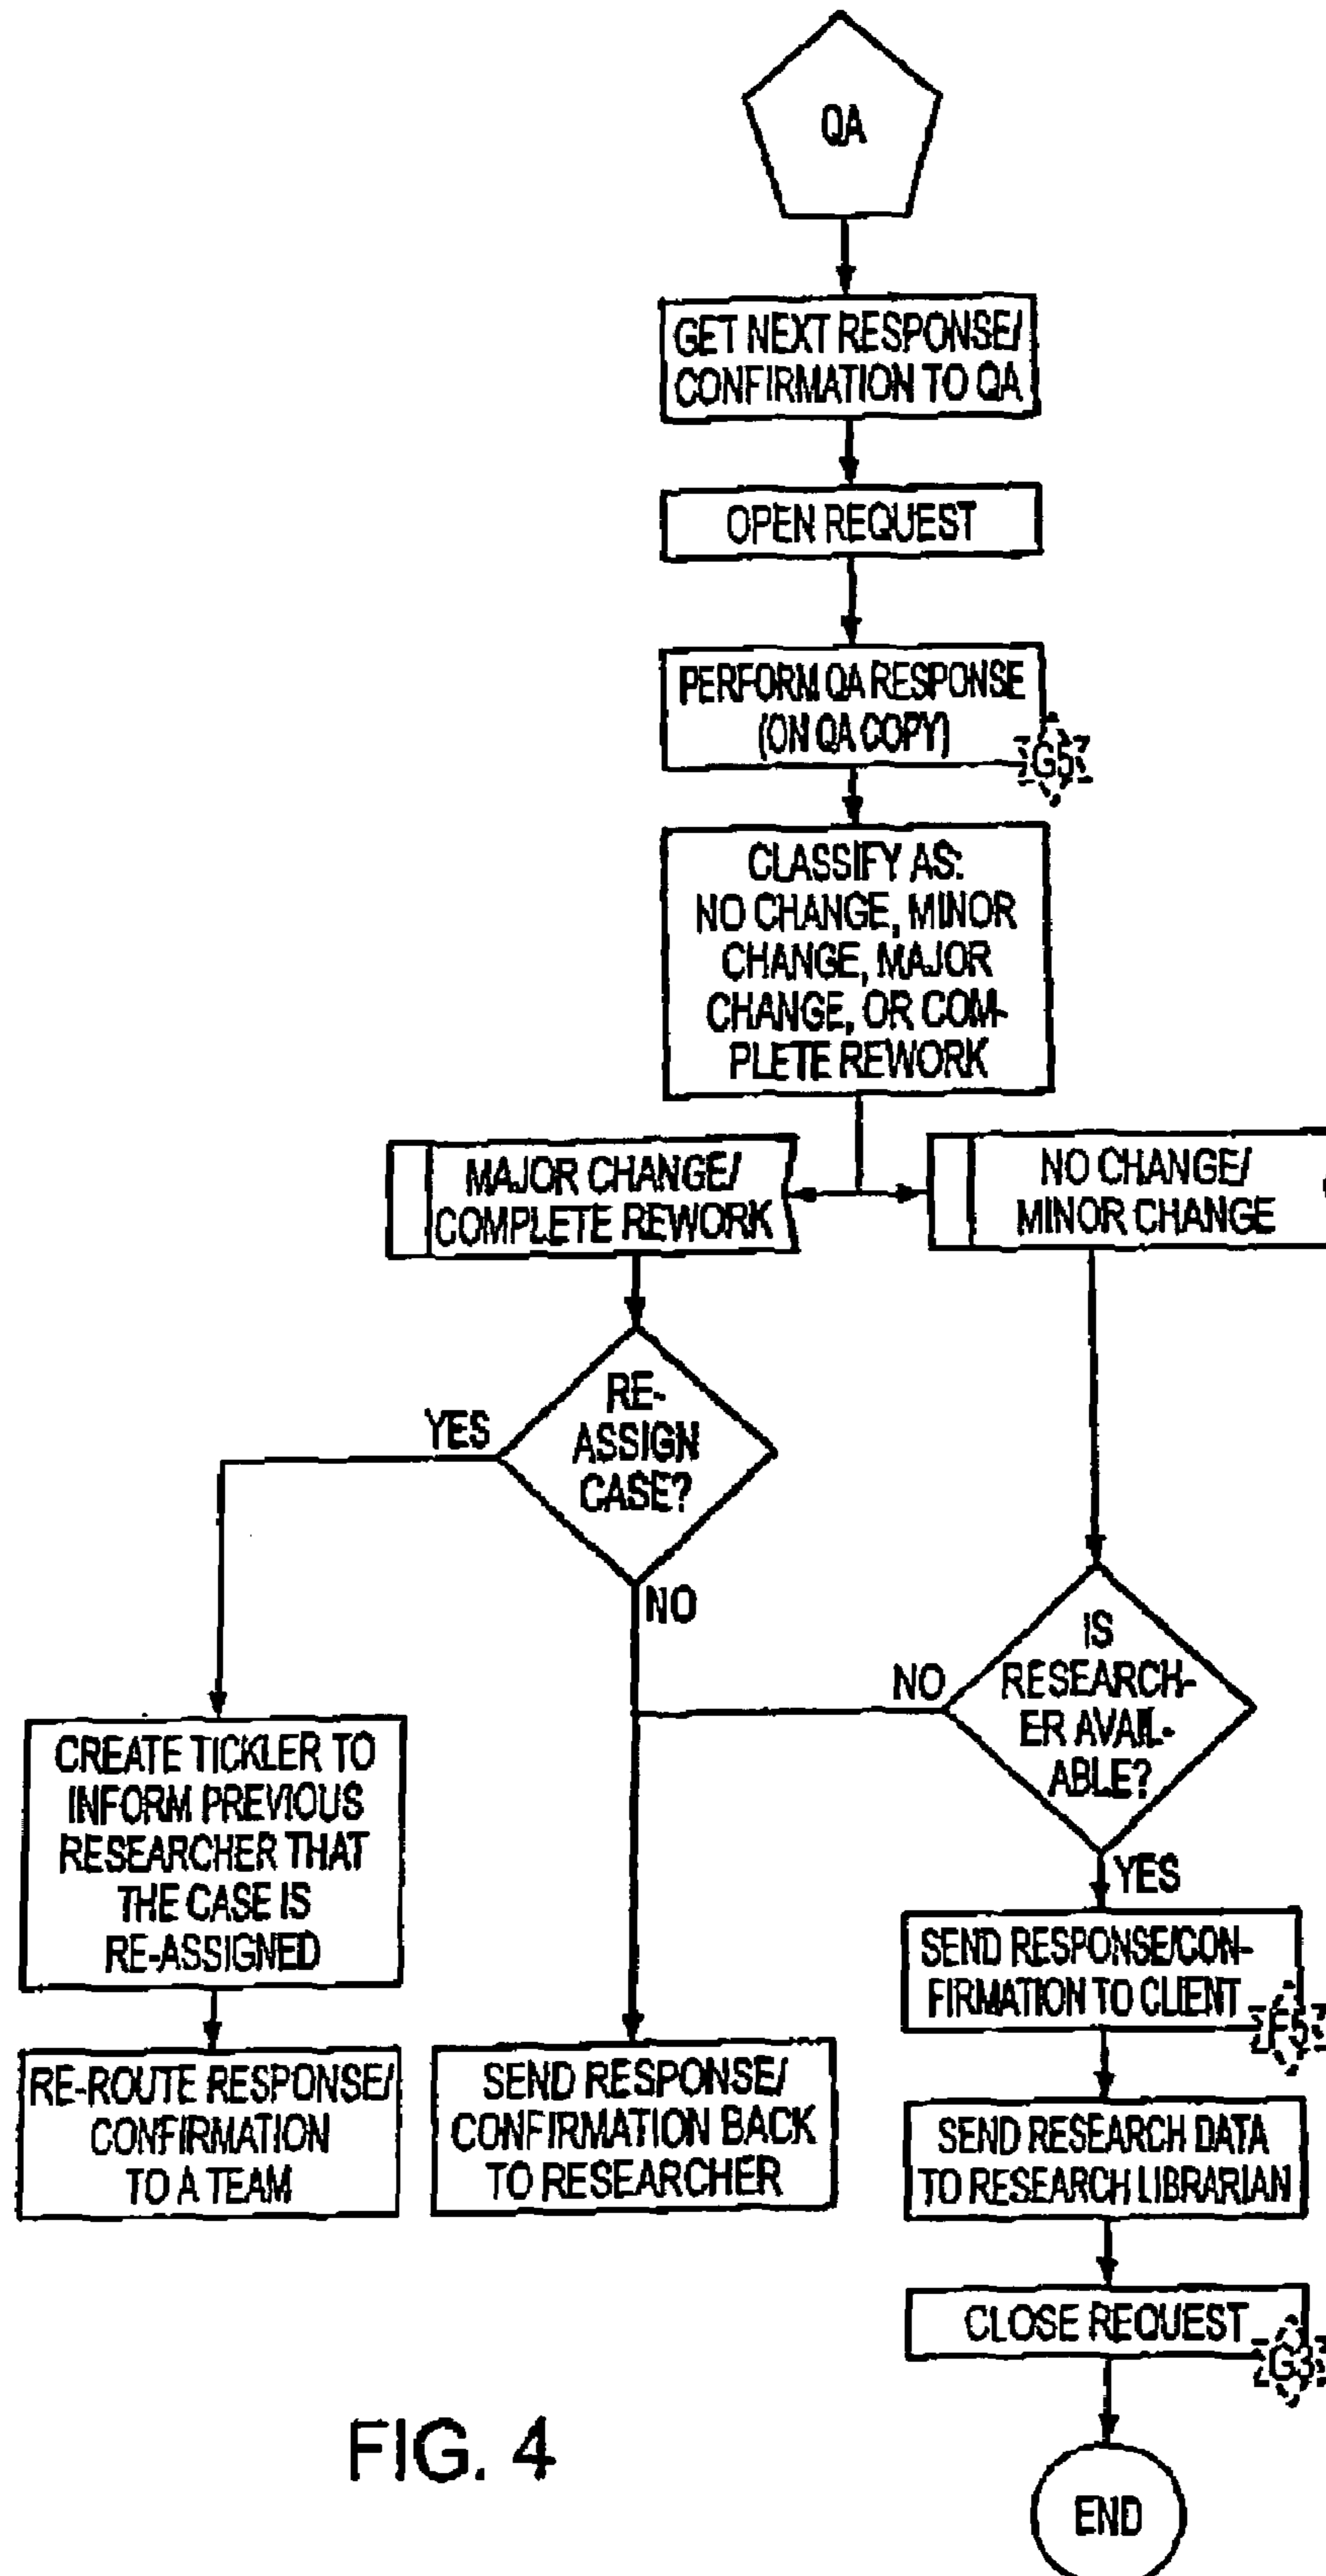 QA
GET NEXT RESPONSE/
CONFIRMATION TO QA
OPEN REQUEST
PERFORM QA RESPONSE
(ON QA COPY)
G5
CLASSIFY AS:
NO CHANGE, MINOR
CHANGE, MAJOR
CHANGE, OR COM-
PLETE REWORK
MAJOR CHANGE/
COMPLETE REWORK
NO CHANGE/
MINOR CHANGE
RE-
ASSIGN
CASE?
YES
NO
IS
RESEARCH-
ER AVAIL-
ABLE?
NO
YES
CREATE TICKLER TO
INFORM PREVIOUS
RESEARCHER THAT
THE CASE IS
RE-ASSIGNED
RE-ROUTE RESPONSE/
CONFIRMATION
TO A TEAM
SEND RESPONSE/
CONFIRMATION BACK
TO RESEARCHER
SEND RESPONSE/CON-
FIRMATION TO CLIENT
F5
SEND RESEARCH DATA
TO RESEARCH LIBRARIAN
CLOSE REQUEST
G3
END
FIG. 4